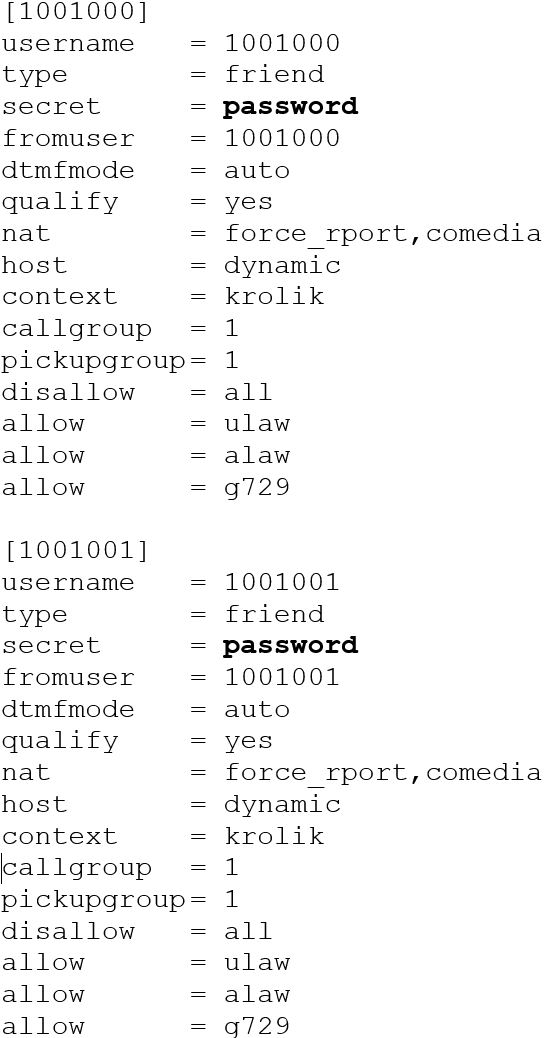 [1001000]
username = 1001000
type = friend
secret = password
fromuser = 1001000
dtmfmode = auto
qualify = yes
nat = force_rport,comedia
host = dynamic
context = krolik
callgroup = 1
pickupgroup= 1
disallow = all
allow = ulaw
allow = alaw
allow = g729
[1001001]
username = 1001001
type = friend
secret = password
fromuser = 1001001
dtmfmode = auto
qualify = yes
nat = force_rport,comedia
host = dynamic
context = krolik
callgroup = 1
pickupgroup= 1
disallow = all
allow = ulaw
allow = alaw
allow = g729